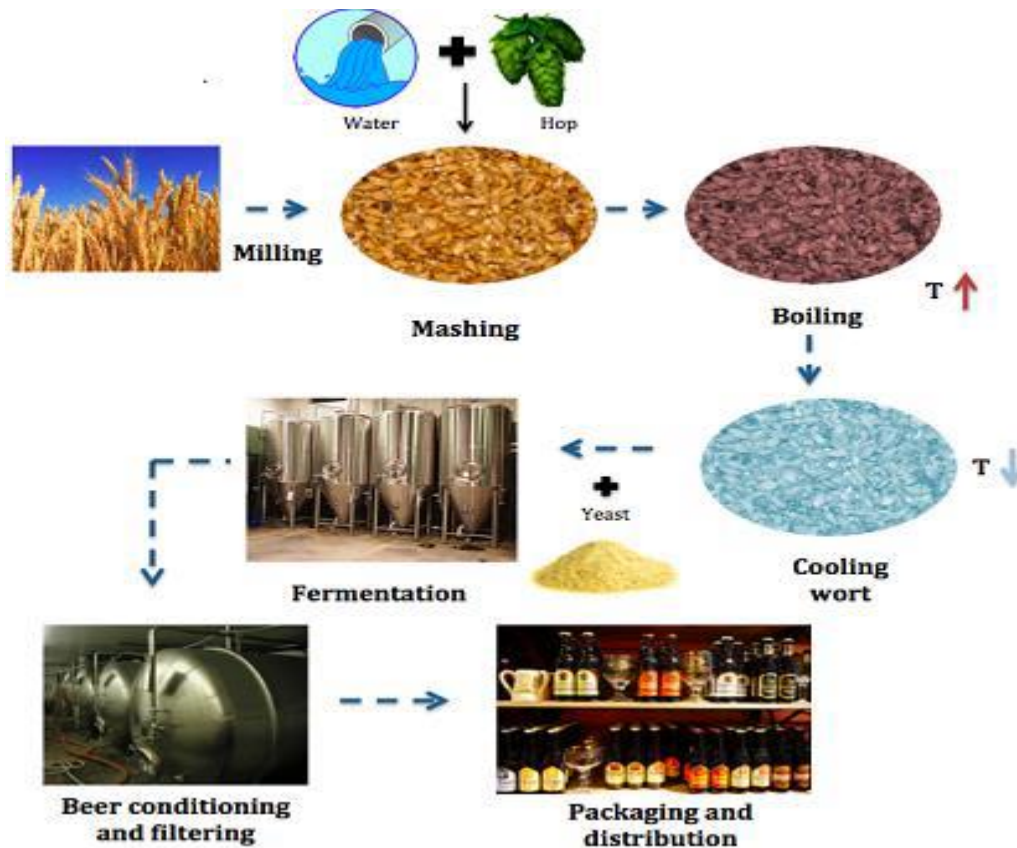 Water
Hop
Milling
Mashing
Boiling
T
Cooling
wort
T
Yeast
Fermentation
Beer conditioning
and filtering
Packaging and
distribution